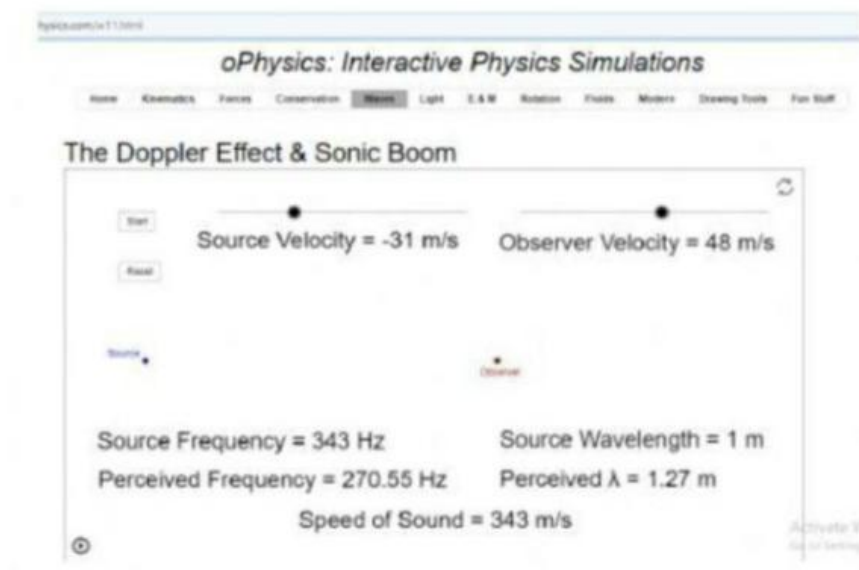 oPhysics: Interactive Physics Simulations
Home Kinematics Forces Conservation Waves Light E & M Rotation Fluids Modern Drawing Tools Fun Stuff
The Doppler Effect & Sonic Boom
Start
Source Velocity = -31 m/s Observer Velocity = 48 m/s
Reset
Source
Observer
Source Frequency = 343 Hz Source Wavelength = 1 m
Perceived Frequency = 270.55 Hz Perceived λ = 1.27 m
Speed of Sound = 343 m/s
Activate